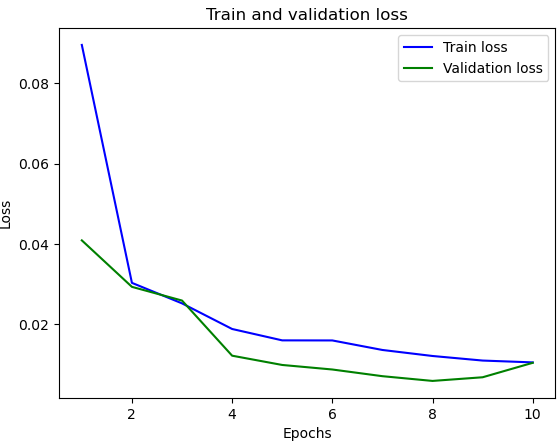 Train and validation loss
Train loss
Validation loss
0.08
0.06
0.04
0.02
Loss
2
4
6
8
10
Epochs